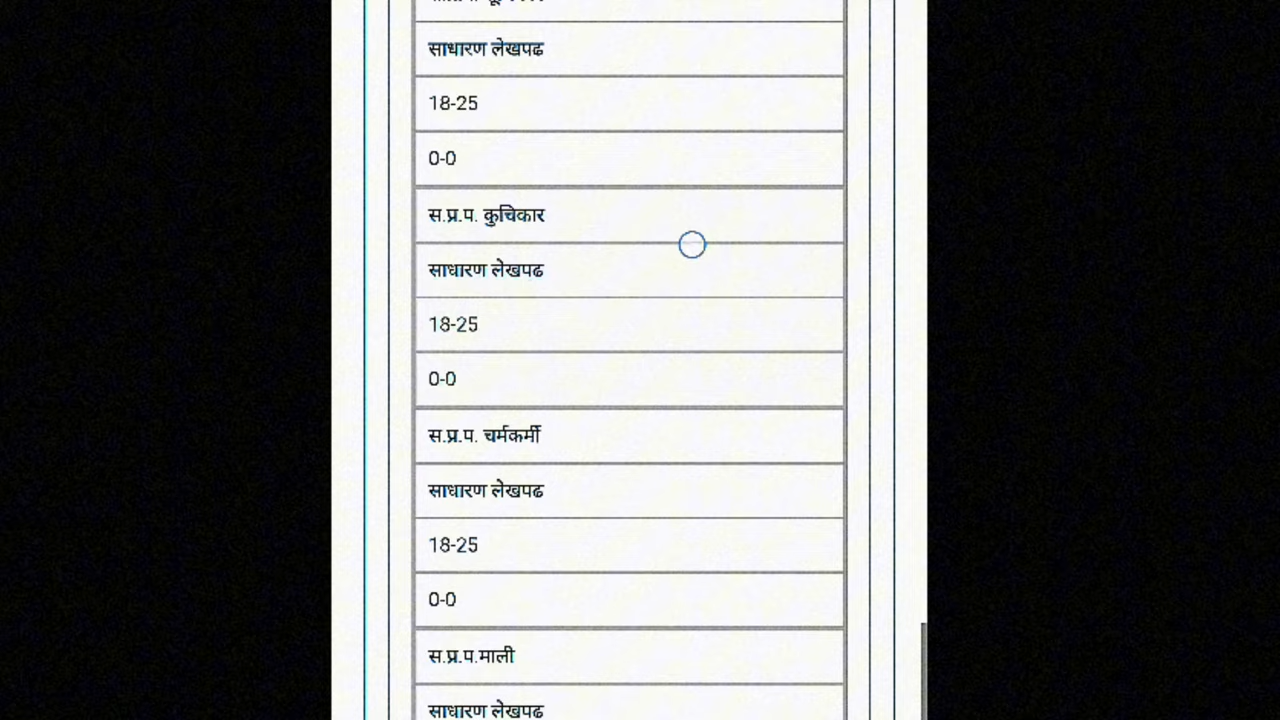 साधारण लेखपढ
18-25
0-0
स.प्र.प. कुचिकार
साधारण लेखपढ
18-25
0-0
स.प्र.प. चर्मकर्मी
साधारण लेखपढ
18-25
0-0
स.प्र.प.माली
साधारण लेखपढ